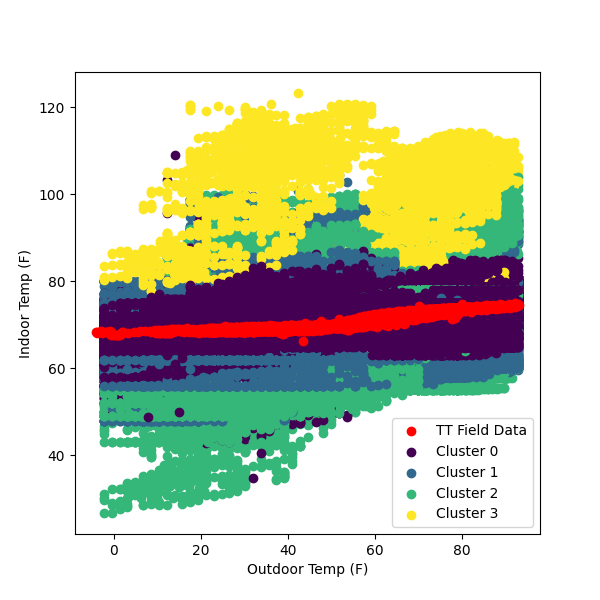 120
100
80
60
40
Indoor Temp (F)
0
20
40
60
80
Outdoor Temp (F)
TT Field Data
Cluster 0
Cluster 1
Cluster 2
Cluster 3